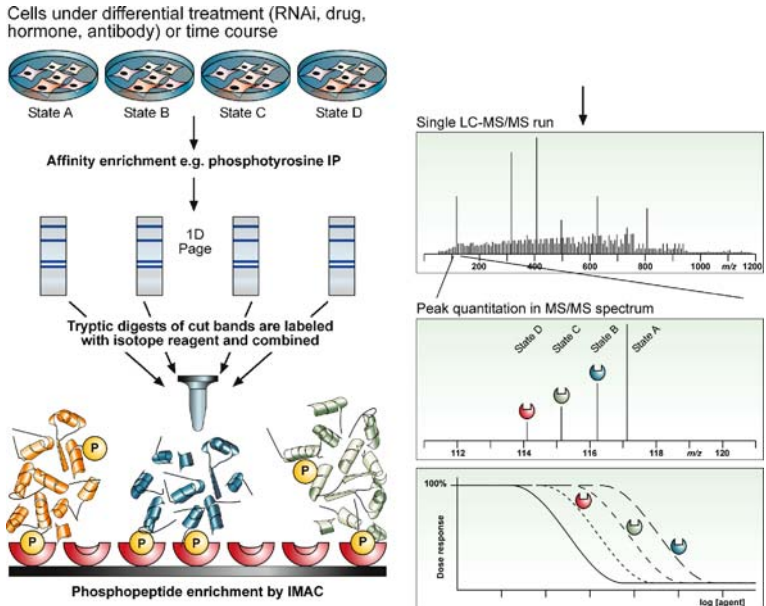 Cells under differential treatment (RNAi, drug,
hormone, antibody) or time course
State A State B State C State D
Affinity enrichment e.g. phosphotyrosine IP
1D
Page
Tryptic digests of cut bands are labeled
with isotope reagent and combined
P
P
P
P P P P
Phosphopeptide enrichment by IMAC
Single LC-MS/MS run
200 400 600 800 1000 m/z 1200
Peak quantitation in MS/MS spectrum
State D State C State B State A
112 114 116 118 m/z 120
100%
Dose response
log [agent]